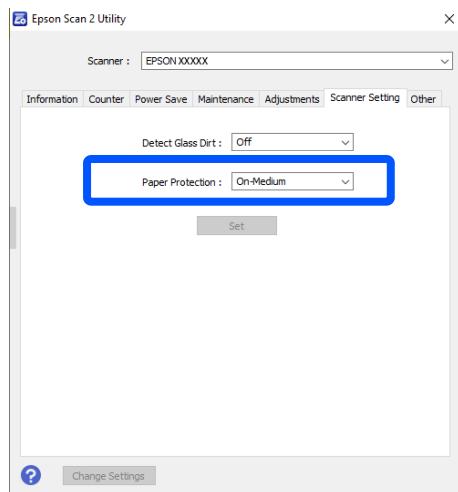 Epson Scan 2 Utility
Scanner : EPSON XXXXX
Information Counter Power Save Maintenance Adjustments Scanner Setting Other
Detect Glass Dirt : Off
Paper Protection : On-Medium
Set
? Change Settings